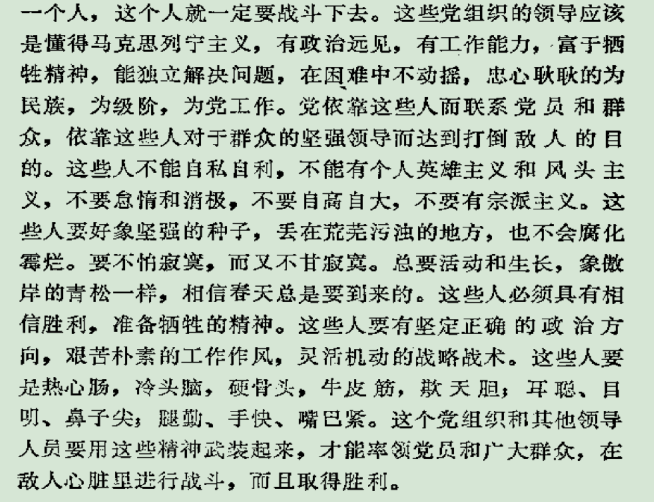 一个人，这个人就一定要战斗下去。这些党组织的领导应该
是懂得马克思列宁主义，有政治远见，有工作能力，富于牺
牲精神，能独立解决问题，在困难中不动摇，忠心耿耿的为
民族，为级阶，为党工作。党依靠这些人而联系党员和群
众，依靠这些人对于群众的坚强领导而达到打倒敌人的目
的。这些人不能自私自利，不能有个人英雄主义和风头主
义，不要怠惰和消极，不要自高自大，不要有宗派主义。这
些人要好象坚强的种子，丢在荒芜污浊的地方，也不会腐化
霉烂。要不怕寂寞，而又不甘寂寞。总要活动和生长，象傲
岸的青松一样，相信春天总是要到来的。这些人必须具有相
信胜利，准备牺牲的精神。这些人要有坚定正确的政治方
向，艰苦朴素的工作作风，灵活机动的战略战术。这些人要
是热心肠，冷头脑，硬骨头，牛皮筋，欺天胆；耳聪、目
明、鼻子尖；腿勤、手快、嘴巴紧。这个党组织和其他领导
人员要用这些精神武装起来，才能率领党员和广大群众，在
敌人心脏里进行战斗，而且取得胜利。